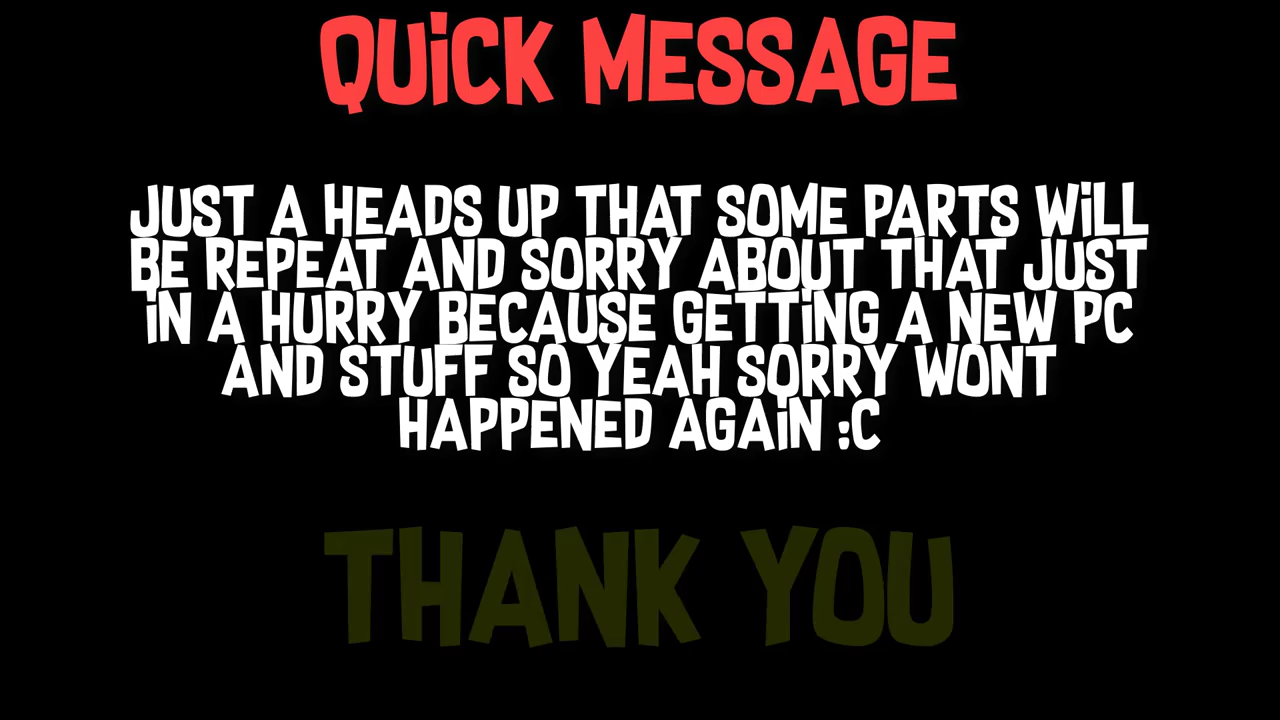 QUiCK MESSAGE
JUST A HEADS UP THAT SOME PARTS WiLL
BE REPEAT AND SORRY ABOUT THAT JUST
iN A HURRY BECAUSE GETTiNG A NEW PC
AND STUFF SO YEAH SORRY WONT
HAPPENED AGAiN :C
THANK YOU